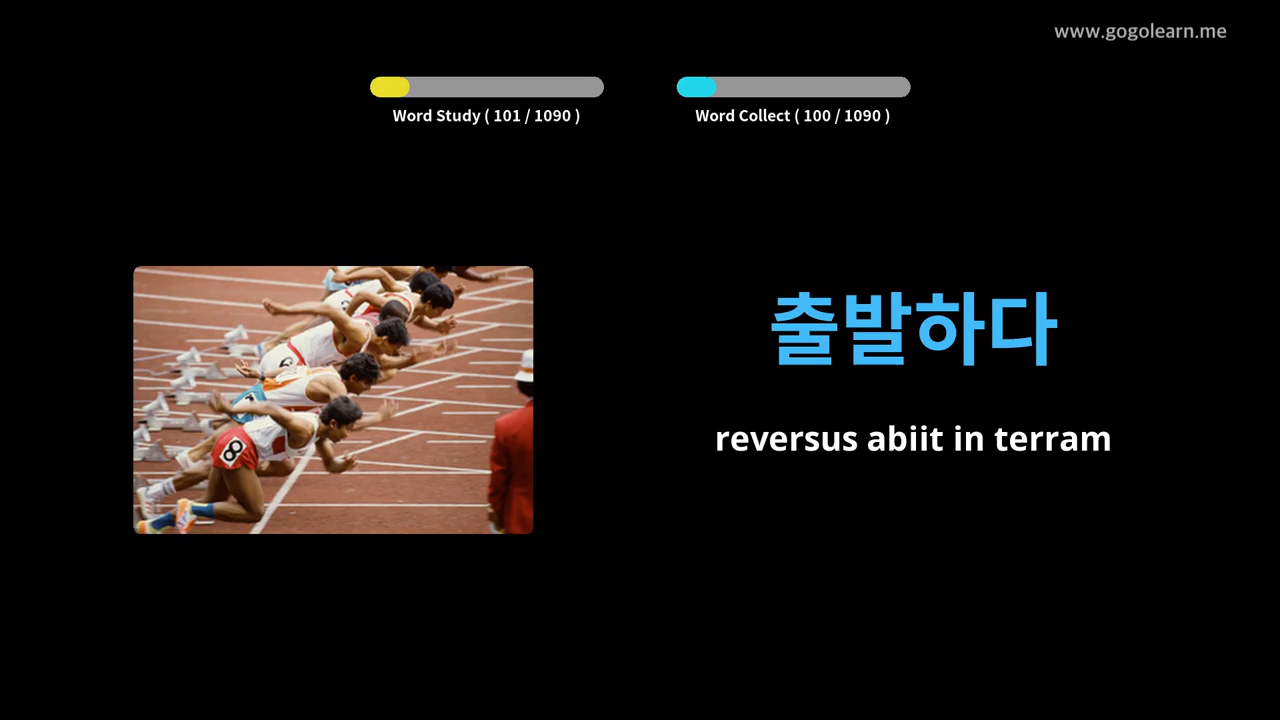 www.gogolearn.me
Word Study ( 101 / 1090 )
Word Collect ( 100 / 1090 )
출발하다
reversus abiit in terram
8